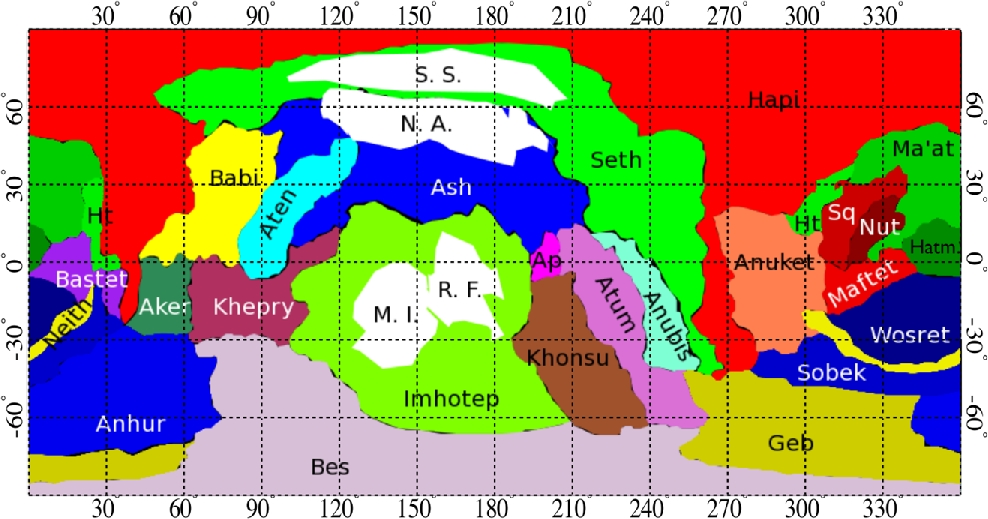 30° 60° 90° 120° 150° 180° 210° 240° 270° 300° 330°
S. S.
Hapi
60° 60°
N. A.
Ma'at
Seth
Babi
30° Ash 30°
Aten
Ht Sq
Ht Nut
Hatm.
0° Ap Anuket 0°
Bastet Maftet
R. F.
Aker Khepry Atum Anubis
M. I.
Neith
-30° Wosret -30°
Khonsu
Sobek
Imhotep
-60° Anhur -60°
Geb
Bes
30° 60° 90° 120° 150° 180° 210° 240° 270° 300° 330°